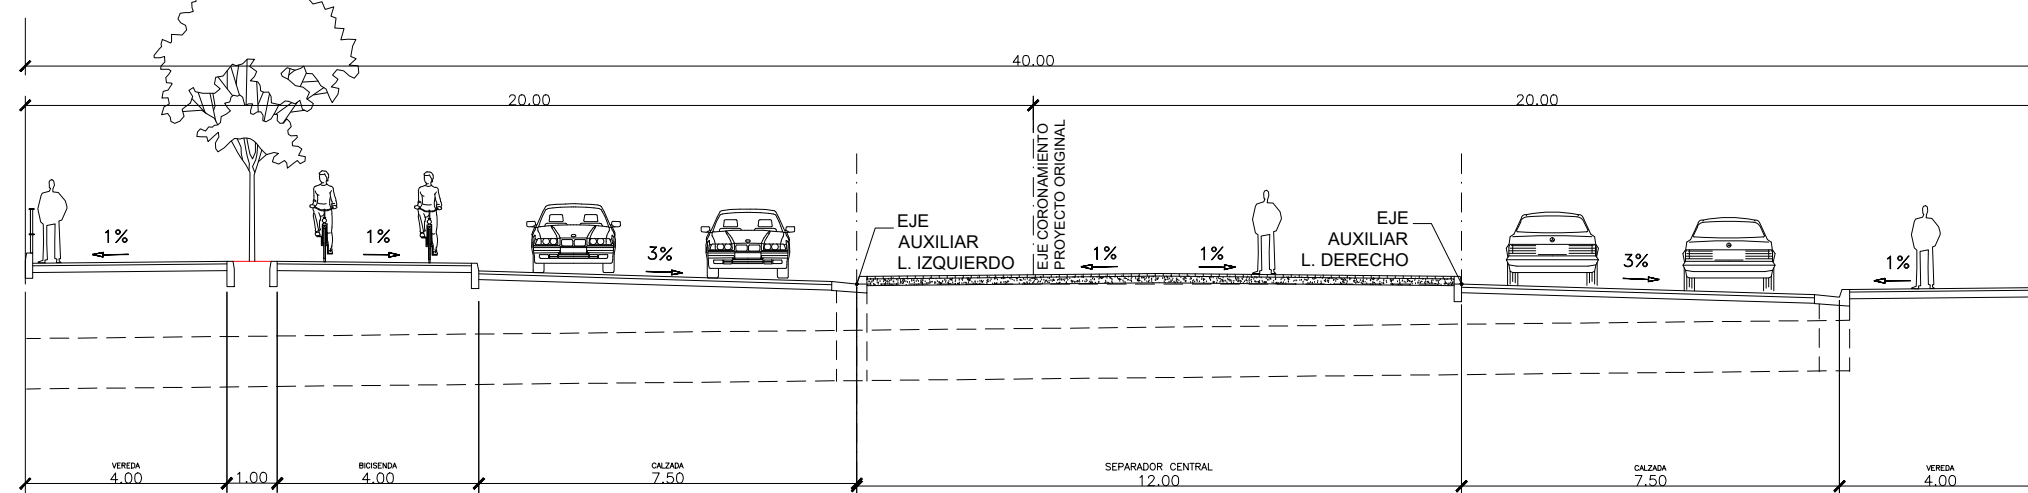 40.00
20.00
20.00
EJE CORONAMIENTO
PROYECTO ORIGINAL
EJE
AUXILIAR
L. IZQUIERDO
EJE
AUXILIAR
L. DERECHO
1%
1%
3%
1%
1%
3%
1%
VEREDA
4.00
1.00
BICISENDA
4.00
CALZADA
7.50
SEPARADOR CENTRAL
12.00
CALZADA
7.50
VEREDA
4.00